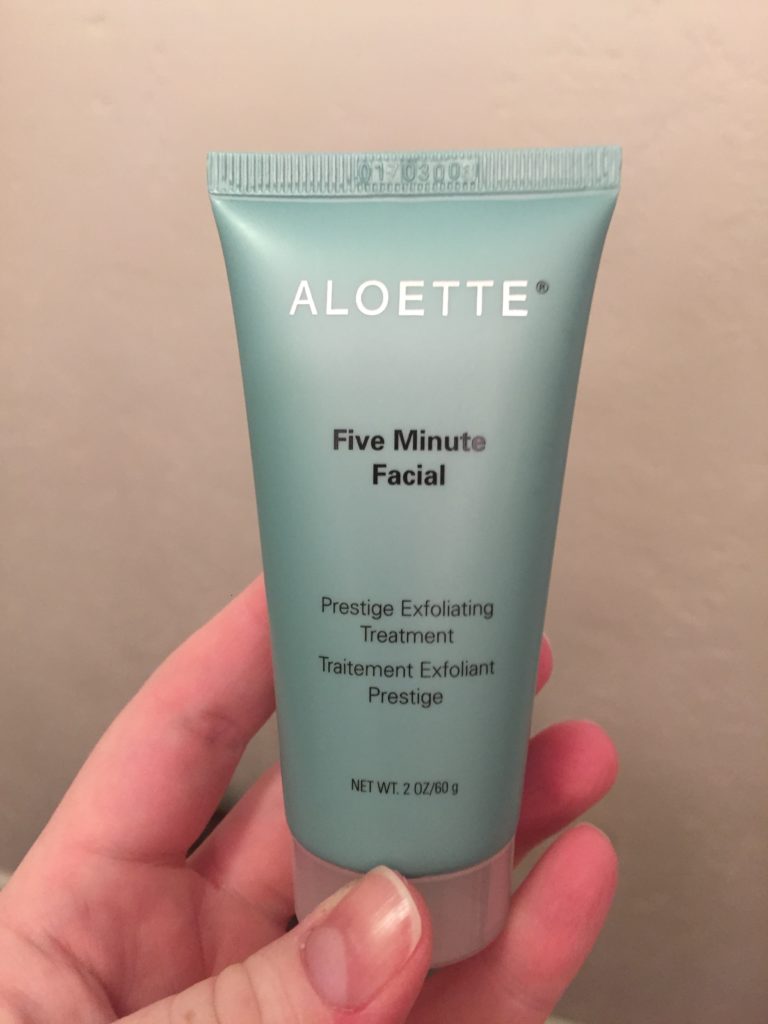 ALOETTE®
Five Minute
Facial
Prestige Exfoliating
Treatment
Traitement Exfoliant
Prestige
NET WT. 2 OZ/60 g